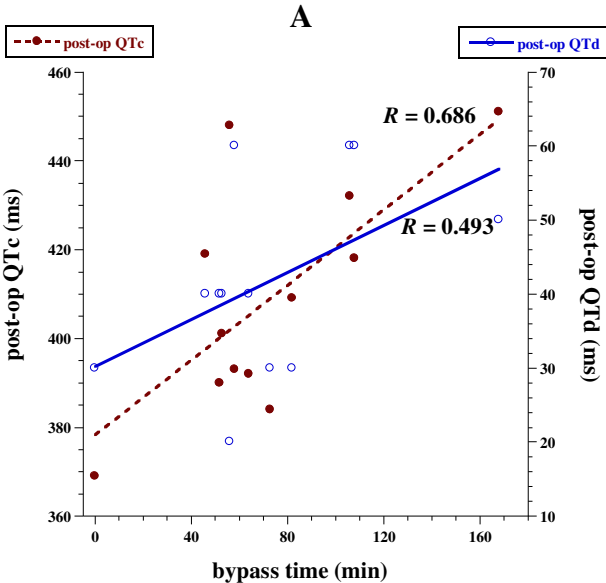 A
post-op QTc
post-op QTd
460
440
420
400
380
360
70
60
50
40
30
20
10
R = 0.686
R = 0.493
post-op QTc (ms)
post-op QTd (ms)
0
40
80
120
160
bypass time (min)